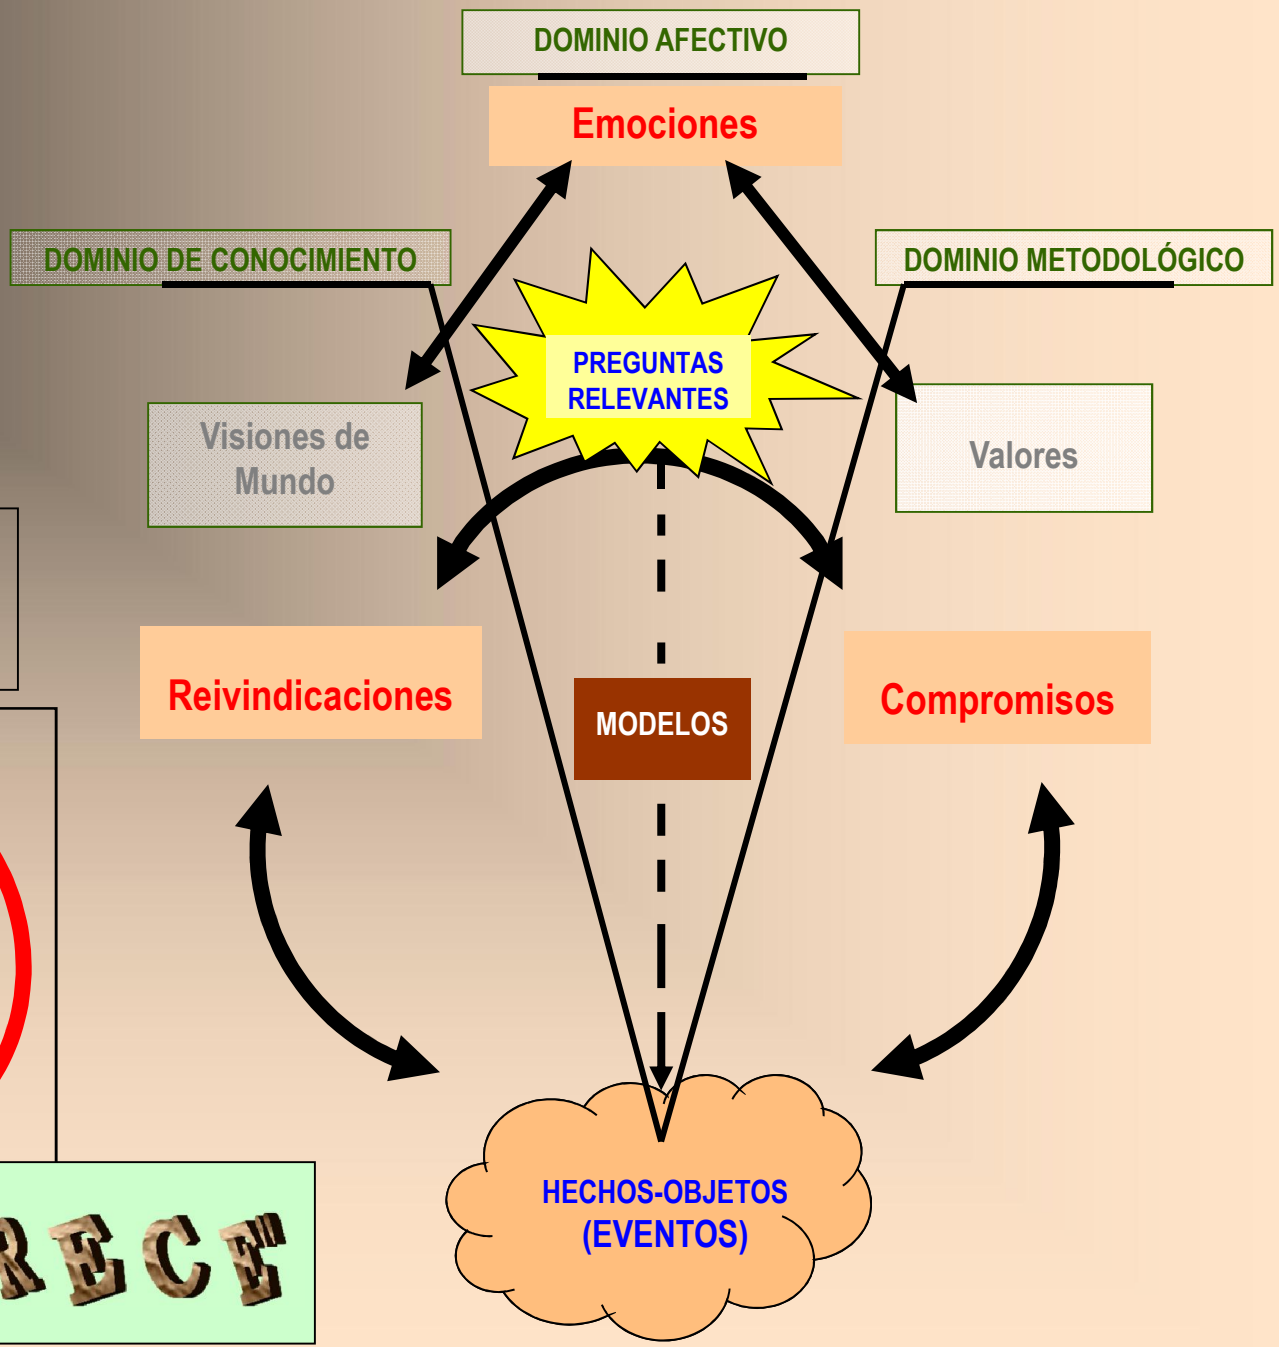 DOMINIO AFECTIVO
Emociones
DOMINIO DE CONOCIMIENTO
DOMINIO METODOLÓGICO
PREGUNTAS
RELEVANTES
Visiones de
Mundo
Valores
Reivindicaciones
MODELOS
Compromisos
HECHOS-OBJETOS
(EVENTOS)
RECE"